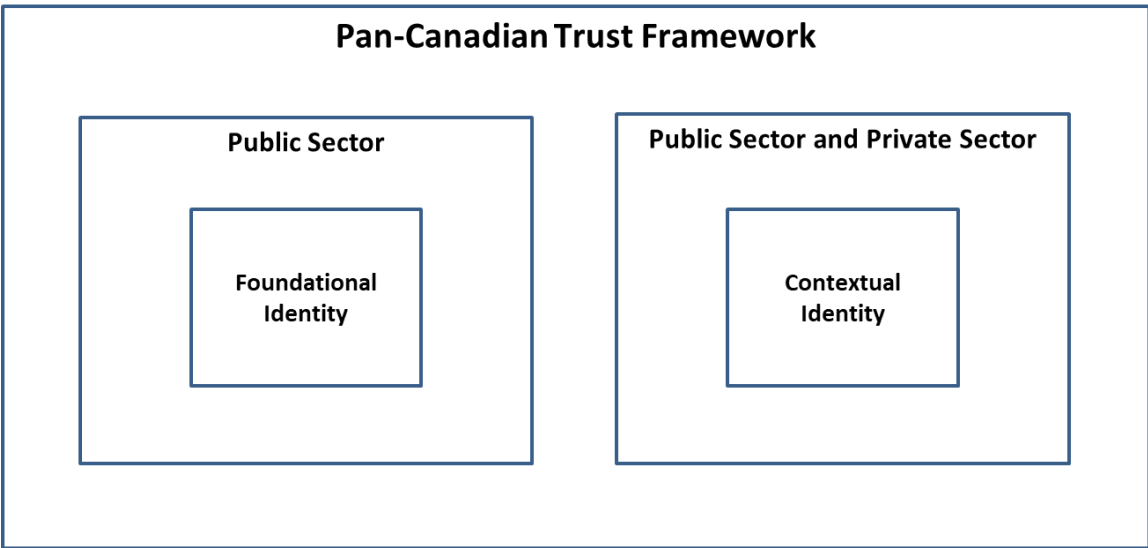 Pan-Canadian Trust Framework
Public Sector
Foundational
Identity
Public Sector and Private Sector
Contextual
Identity